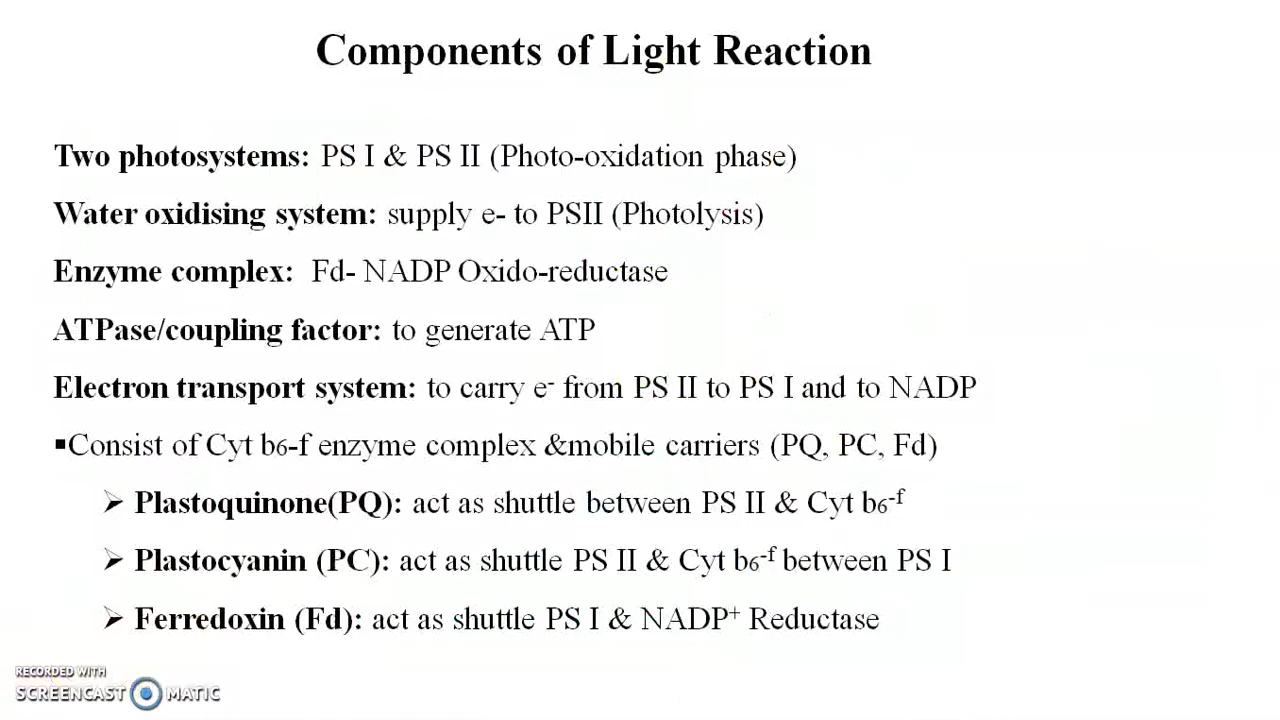 Components of Light Reaction
Two photosystems: PS I & PS II (Photo-oxidation phase)
Water oxidising system: supply e- to PSII (Photolysis)
Enzyme complex: Fd- NADP Oxido-reductase
ATPase/coupling factor: to generate ATP
Electron transport system: to carry e⁻ from PS II to PS I and to NADP
▪Consist of Cyt b₆-f enzyme complex &mobile carriers (PQ, PC, Fd)
➢ Plastoquinone(PQ): act as shuttle between PS II & Cyt b₆-f
➢ Plastocyanin (PC): act as shuttle PS II & Cyt b₆-f between PS I
➢ Ferredoxin (Fd): act as shuttle PS I & NADP⁺ Reductase
RECORDED WITH
SCREENCAST MATIC